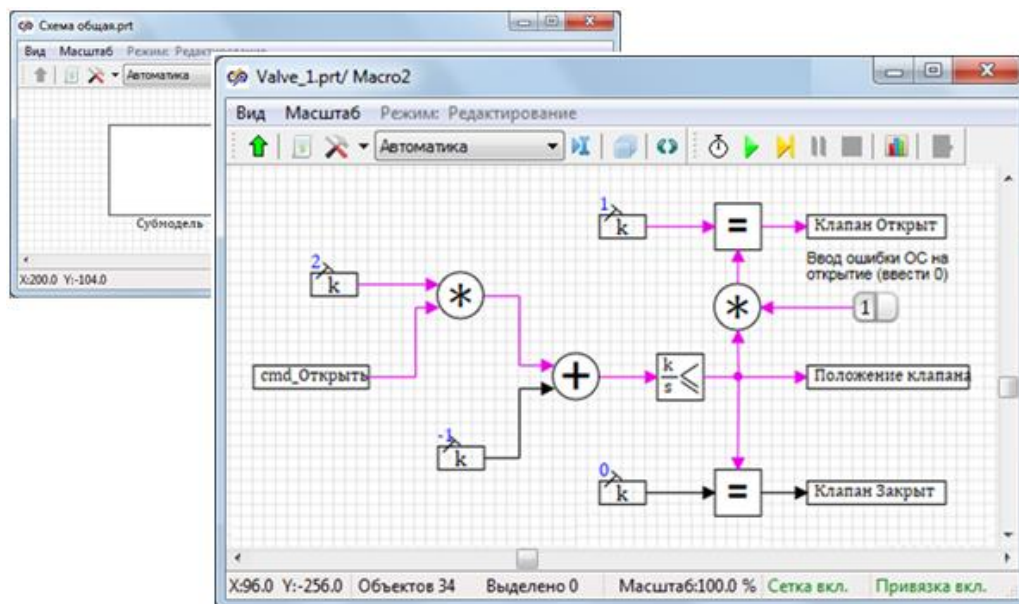 Схема общая.prt
Вид Масштаб Режим: Редактирование
Автоматика
Субмодель
X:200.0 Y:-104.0
Valve_1.prt/ Macro2
Вид Масштаб Режим: Редактирование
Автоматика
1
k
=
Клапан Открыт
Ввод ошибки ОС на
открытие (ввести 0)
2
k
*
*
1
cmd_Открыть
+
k
s
≤
Положение клапана
-1
k
0
k
=
Клапан Закрыт
X:96.0 Y:-256.0 Объектов 34 Выделено 0 Масштаб:100.0 % Сетка вкл. Привязка вкл.